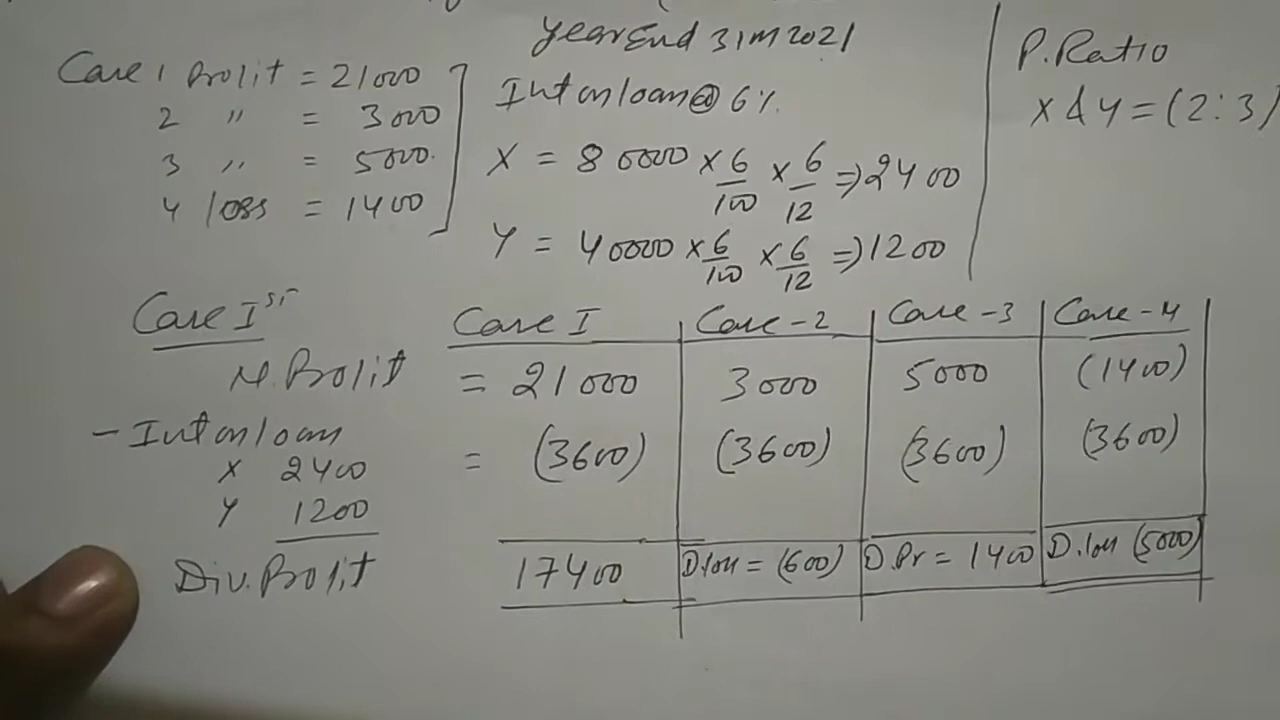 year End 31 M 2021
Case 1 Profit = 21000
2 " = 3000
3 " = 5000.
4 loss = 1400
Int on loan @ 6%.
X = 80000 × 6/100 × 6/12 ⇒ 2400
Y = 40000 × 6/100 × 6/12 ⇒ 1200
P. Ratio
X & Y = (2:3)
Case Ist
Case I Case-2 Case-3 Case-4
N. Profit = 21000 3000 5000 (1400)
- Int on loan = (3600) (3600) (3600) (3600)
X 2400
Y 1200
Div. Profit 17400 D.loss = (600) D.Pr = 1400 D.loss (5000)